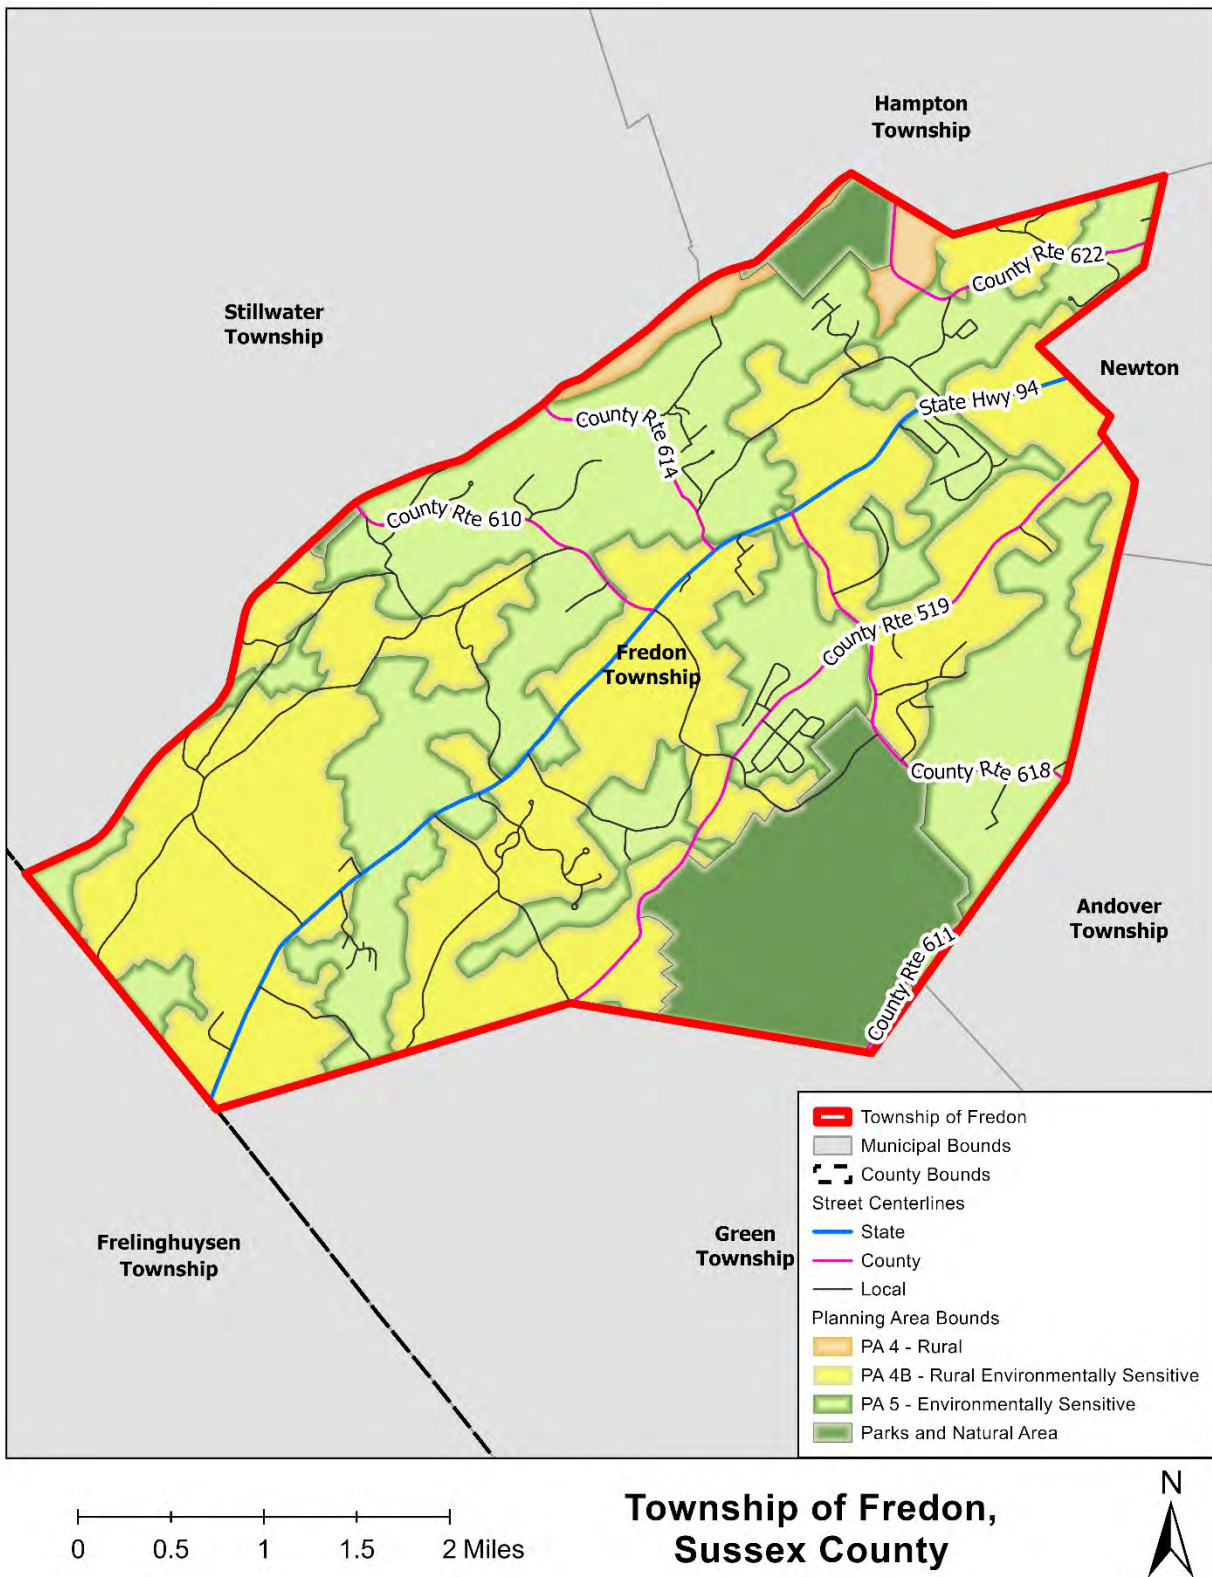 Hampton
Township
County Rte 622
Stillwater
Township
Newton
State Hwy 94
County Rte 614
County Rte 610
County Rte 519
Fredon
Township
County Rte 618
Andover
Township
County Rte 611
Frelinghuysen
Township
Green
Township
Township of Fredon
Municipal Bounds
County Bounds
Street Centerlines
State
County
Local
Planning Area Bounds
PA 4 - Rural
PA 4B - Rural Environmentally Sensitive
PA 5 - Environmentally Sensitive
Parks and Natural Area
0 0.5 1 1.5 2 Miles
Township of Fredon,
Sussex County
N